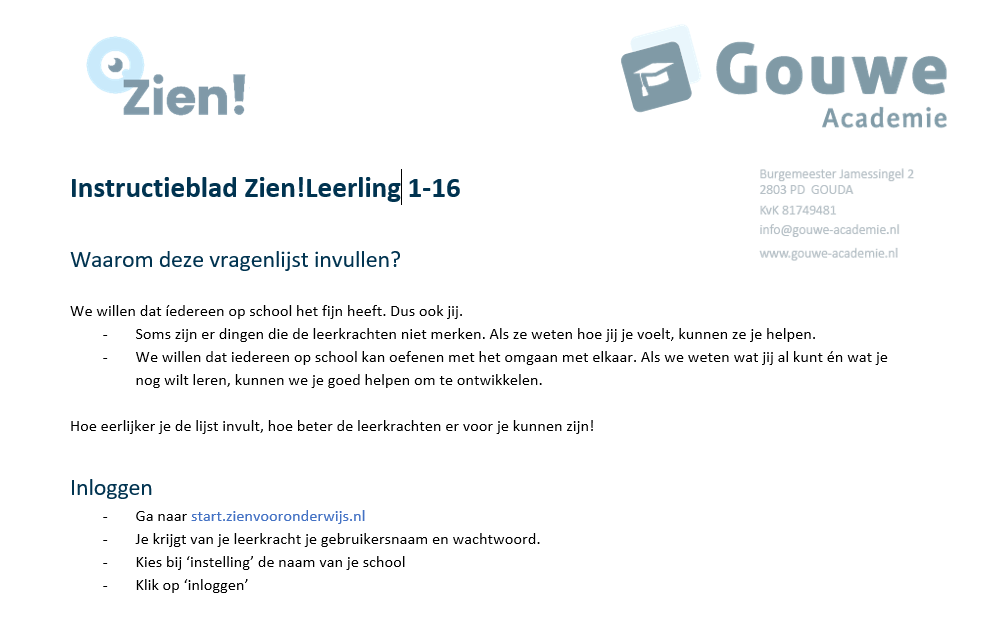 Zien!
Gouwe
Academie
Instructieblad Zien!Leerling 1-16
Burgemeester Jamessingel 2
2803 PD GOUDA
KvK 81749481
info@gouwe-academie.nl
www.gouwe-academie.nl
Waarom deze vragenlijst invullen?
We willen dat íedereen op school het fijn heeft. Dus ook jij.
- Soms zijn er dingen die de leerkrachten niet merken. Als ze weten hoe jij je voelt, kunnen ze je helpen.
- We willen dat iedereen op school kan oefenen met het omgaan met elkaar. Als we weten wat jij al kunt én wat je
nog wilt leren, kunnen we je goed helpen om te ontwikkelen.
Hoe eerlijker je de lijst invult, hoe beter de leerkrachten er voor je kunnen zijn!
Inloggen
- Ga naar start.zienvooronderwijs.nl
- Je krijgt van je leerkracht je gebruikersnaam en wachtwoord.
- Kies bij ‘instelling’ de naam van je school
- Klik op ‘inloggen’